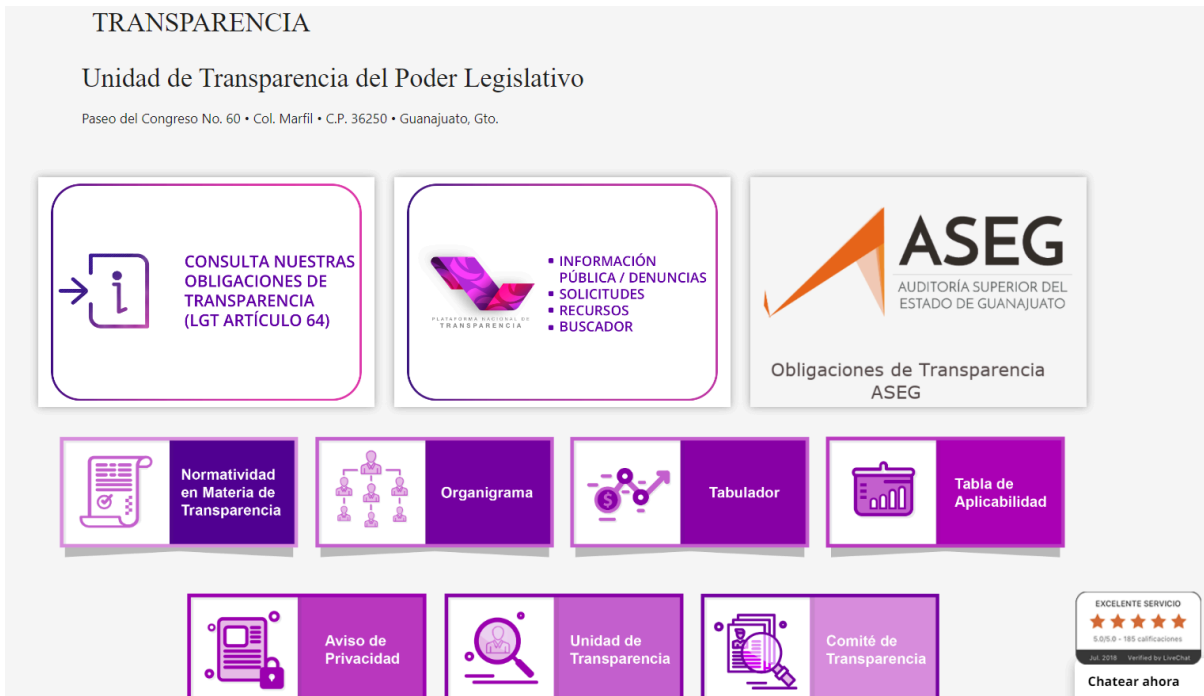 TRANSPARENCIA
Unidad de Transparencia del Poder Legislativo
Paseo del Congreso No. 60 • Col. Marfil • C.P. 36250 • Guanajuato, Gto.
CONSULTA NUESTRAS
OBLIGACIONES DE
TRANSPARENCIA
(LGT ARTÍCULO 64)
PLATAFORMA NACIONAL DE
TRANSPARENCIA
▪ INFORMACIÓN
PÚBLICA / DENUNCIAS
▪ SOLICITUDES
▪ RECURSOS
▪ BUSCADOR
ASEG
AUDITORÍA SUPERIOR DEL
ESTADO DE GUANAJUATO
Obligaciones de Transparencia
ASEG
Normatividad
en Materia de
Transparencia
Organigrama
Tabulador
Tabla de
Aplicabilidad
Aviso de
Privacidad
Unidad de
Transparencia
Comité de
Transparencia
EXCELENTE SERVICIO
5.0/5.0 - 185 calificaciones
Jul, 2018 Verified by LiveChat
Chatear ahora